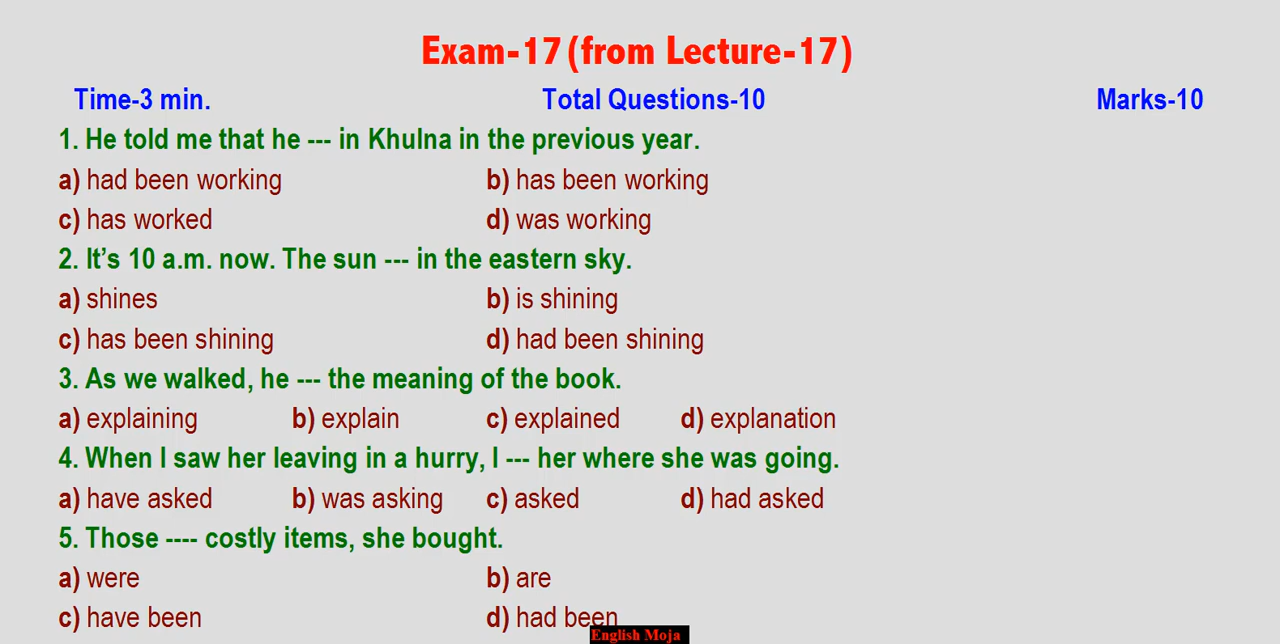 Exam-17 (from Lecture-17)
Time-3 min. Total Questions-10 Marks-10
1. He told me that he --- in Khulna in the previous year.
a) had been working b) has been working
c) has worked d) was working
2. It’s 10 a.m. now. The sun --- in the eastern sky.
a) shines b) is shining
c) has been shining d) had been shining
3. As we walked, he --- the meaning of the book.
a) explaining b) explain c) explained d) explanation
4. When I saw her leaving in a hurry, I --- her where she was going.
a) have asked b) was asking c) asked d) had asked
5. Those ---- costly items, she bought.
a) were b) are
c) have been d) had been
English Moja